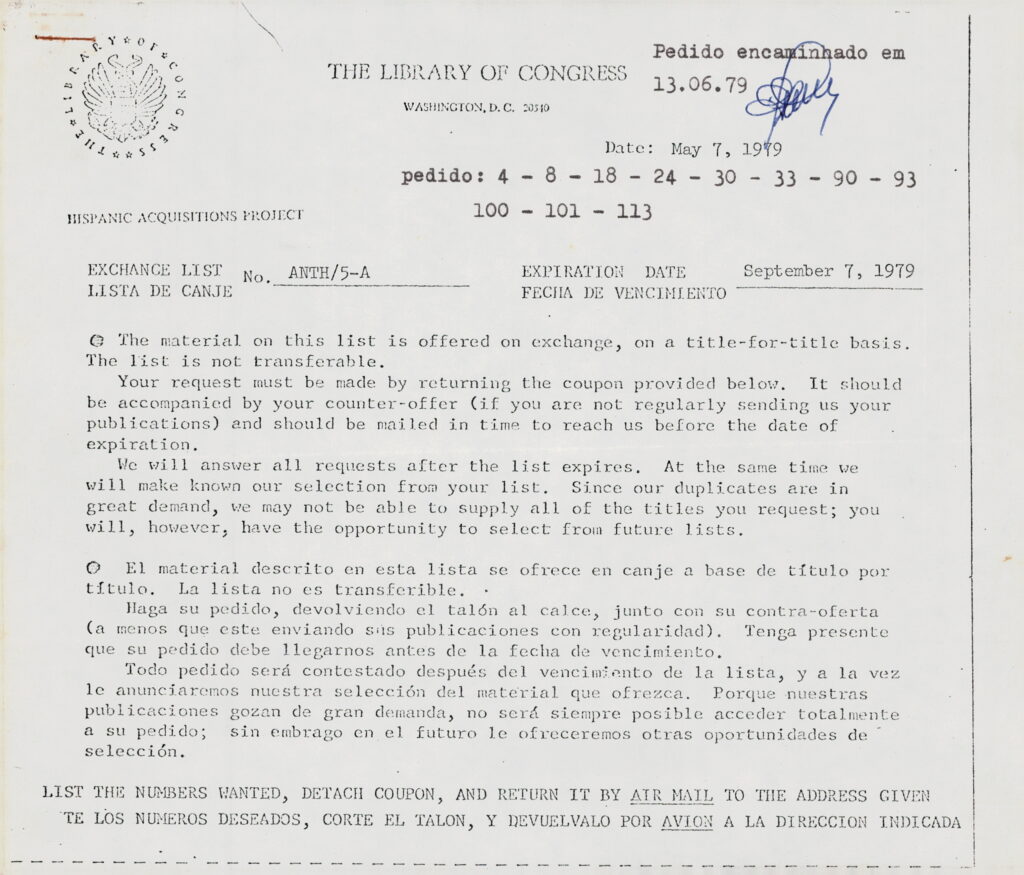 THE LIBRARY OF CONGRESS
THE LIBRARY OF CONGRESS
WASHINGTON, D. C. 20540
Pedido encaminhado em
13.06.79
Date: May 7, 1979
pedido: 4 - 8 - 18 - 24 - 30 - 33 - 90 - 93
100 - 101 - 113
HISPANIC ACQUISITIONS PROJECT
EXCHANGE LIST No. ANTH/5-A
LISTA DE CANJE
EXPIRATION DATE September 7, 1979
FECHA DE VENCIMIENTO
The material on this list is offered on exchange, on a title-for-title basis.
The list is not transferable.
Your request must be made by returning the coupon provided below. It should
be accompanied by your counter-offer (if you are not regularly sending us your
publications) and should be mailed in time to reach us before the date of
expiration.
We will answer all requests after the list expires. At the same time we
will make known our selection from your list. Since our duplicates are in
great demand, we may not be able to supply all of the titles you request; you
will, however, have the opportunity to select from future lists.
El material descrito en esta lista se ofrece en canje a base de título por
título. La lista no es transferible.
Haga su pedido, devolviendo el talón al calce, junto con su contra-oferta
(a menos que este enviando sus publicaciones con regularidad). Tenga presente
que su pedido debe llegarnos antes de la fecha de vencimiento.
Todo pedido será contestado después del vencimiento de la lista, y a la vez
le anunciaremos nuestra selección del material que ofrezca. Porque nuestras
publicaciones gozan de gran demanda, no será siempre posible acceder totalmente
a su pedido; sin embrago en el futuro le ofreceremos otras oportunidades de
selección.
LIST THE NUMBERS WANTED, DETACH COUPON, AND RETURN IT BY AIR MAIL TO THE ADDRESS GIVEN
TE LOS NUMEROS DESEADOS, CORTE EL TALON, Y DEVUELVALO POR AVION A LA DIRECCION INDICADA